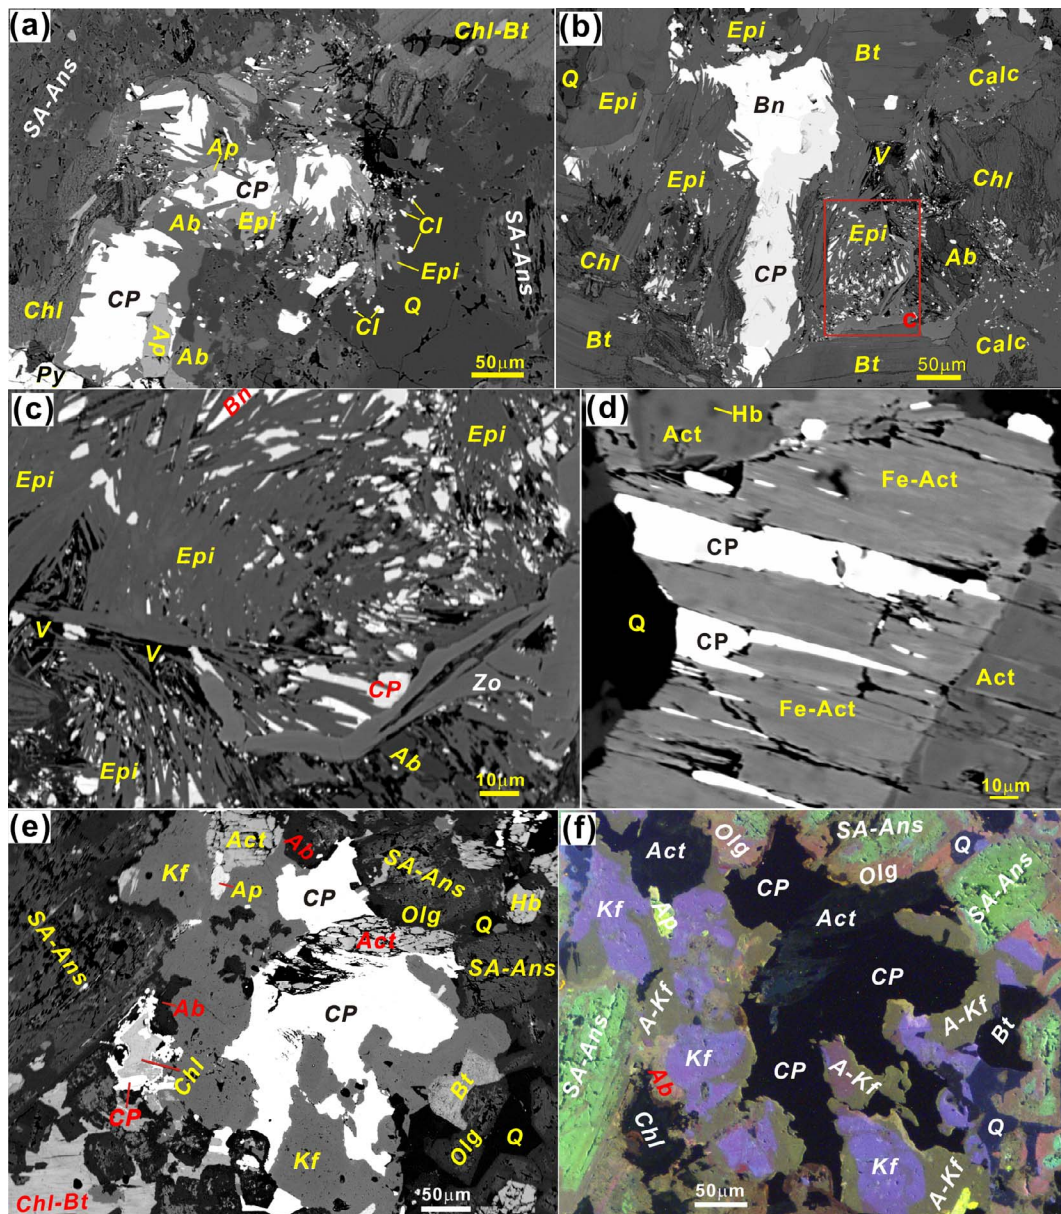 (a)
Chl-Bt
SA-Ans
Ap
CP
Ab
Epi
Cl
SA-Ans
Epi
Chl
CP
Q
Cl
Ap
Ab
Py
50μm
(b)
Epi
Bt
Q
Calc
Epi
Bn
V
Epi
Chl
Epi
Chl
CP
Ab
C
Bt
Calc
Bt
50μm
(c)
Bn
Epi
Epi
Epi
V
V
CP
Zo
Ab
Epi
10μm
(d)
Hb
Act
Fe-Act
CP
Q
CP
Act
Fe-Act
10μm
(e)
Act
Ab
Kf
SA-Ans
CP
Ap
Hb
Olg
Q
SA-Ans
Act
SA-Ans
Ab
CP
Chl
Bt
CP
Olg
Q
Kf
Chl-Bt
50μm
(f)
Olg
SA-Ans
Act
Q
Olg
SA-Ans
CP
Kf
Ap
Act
CP
A-Kf
A-Kf
Bt
SA-Ans
Kf
A-Kf
CP
Ab
Chl
Q
Kf
A-Kf
50μm